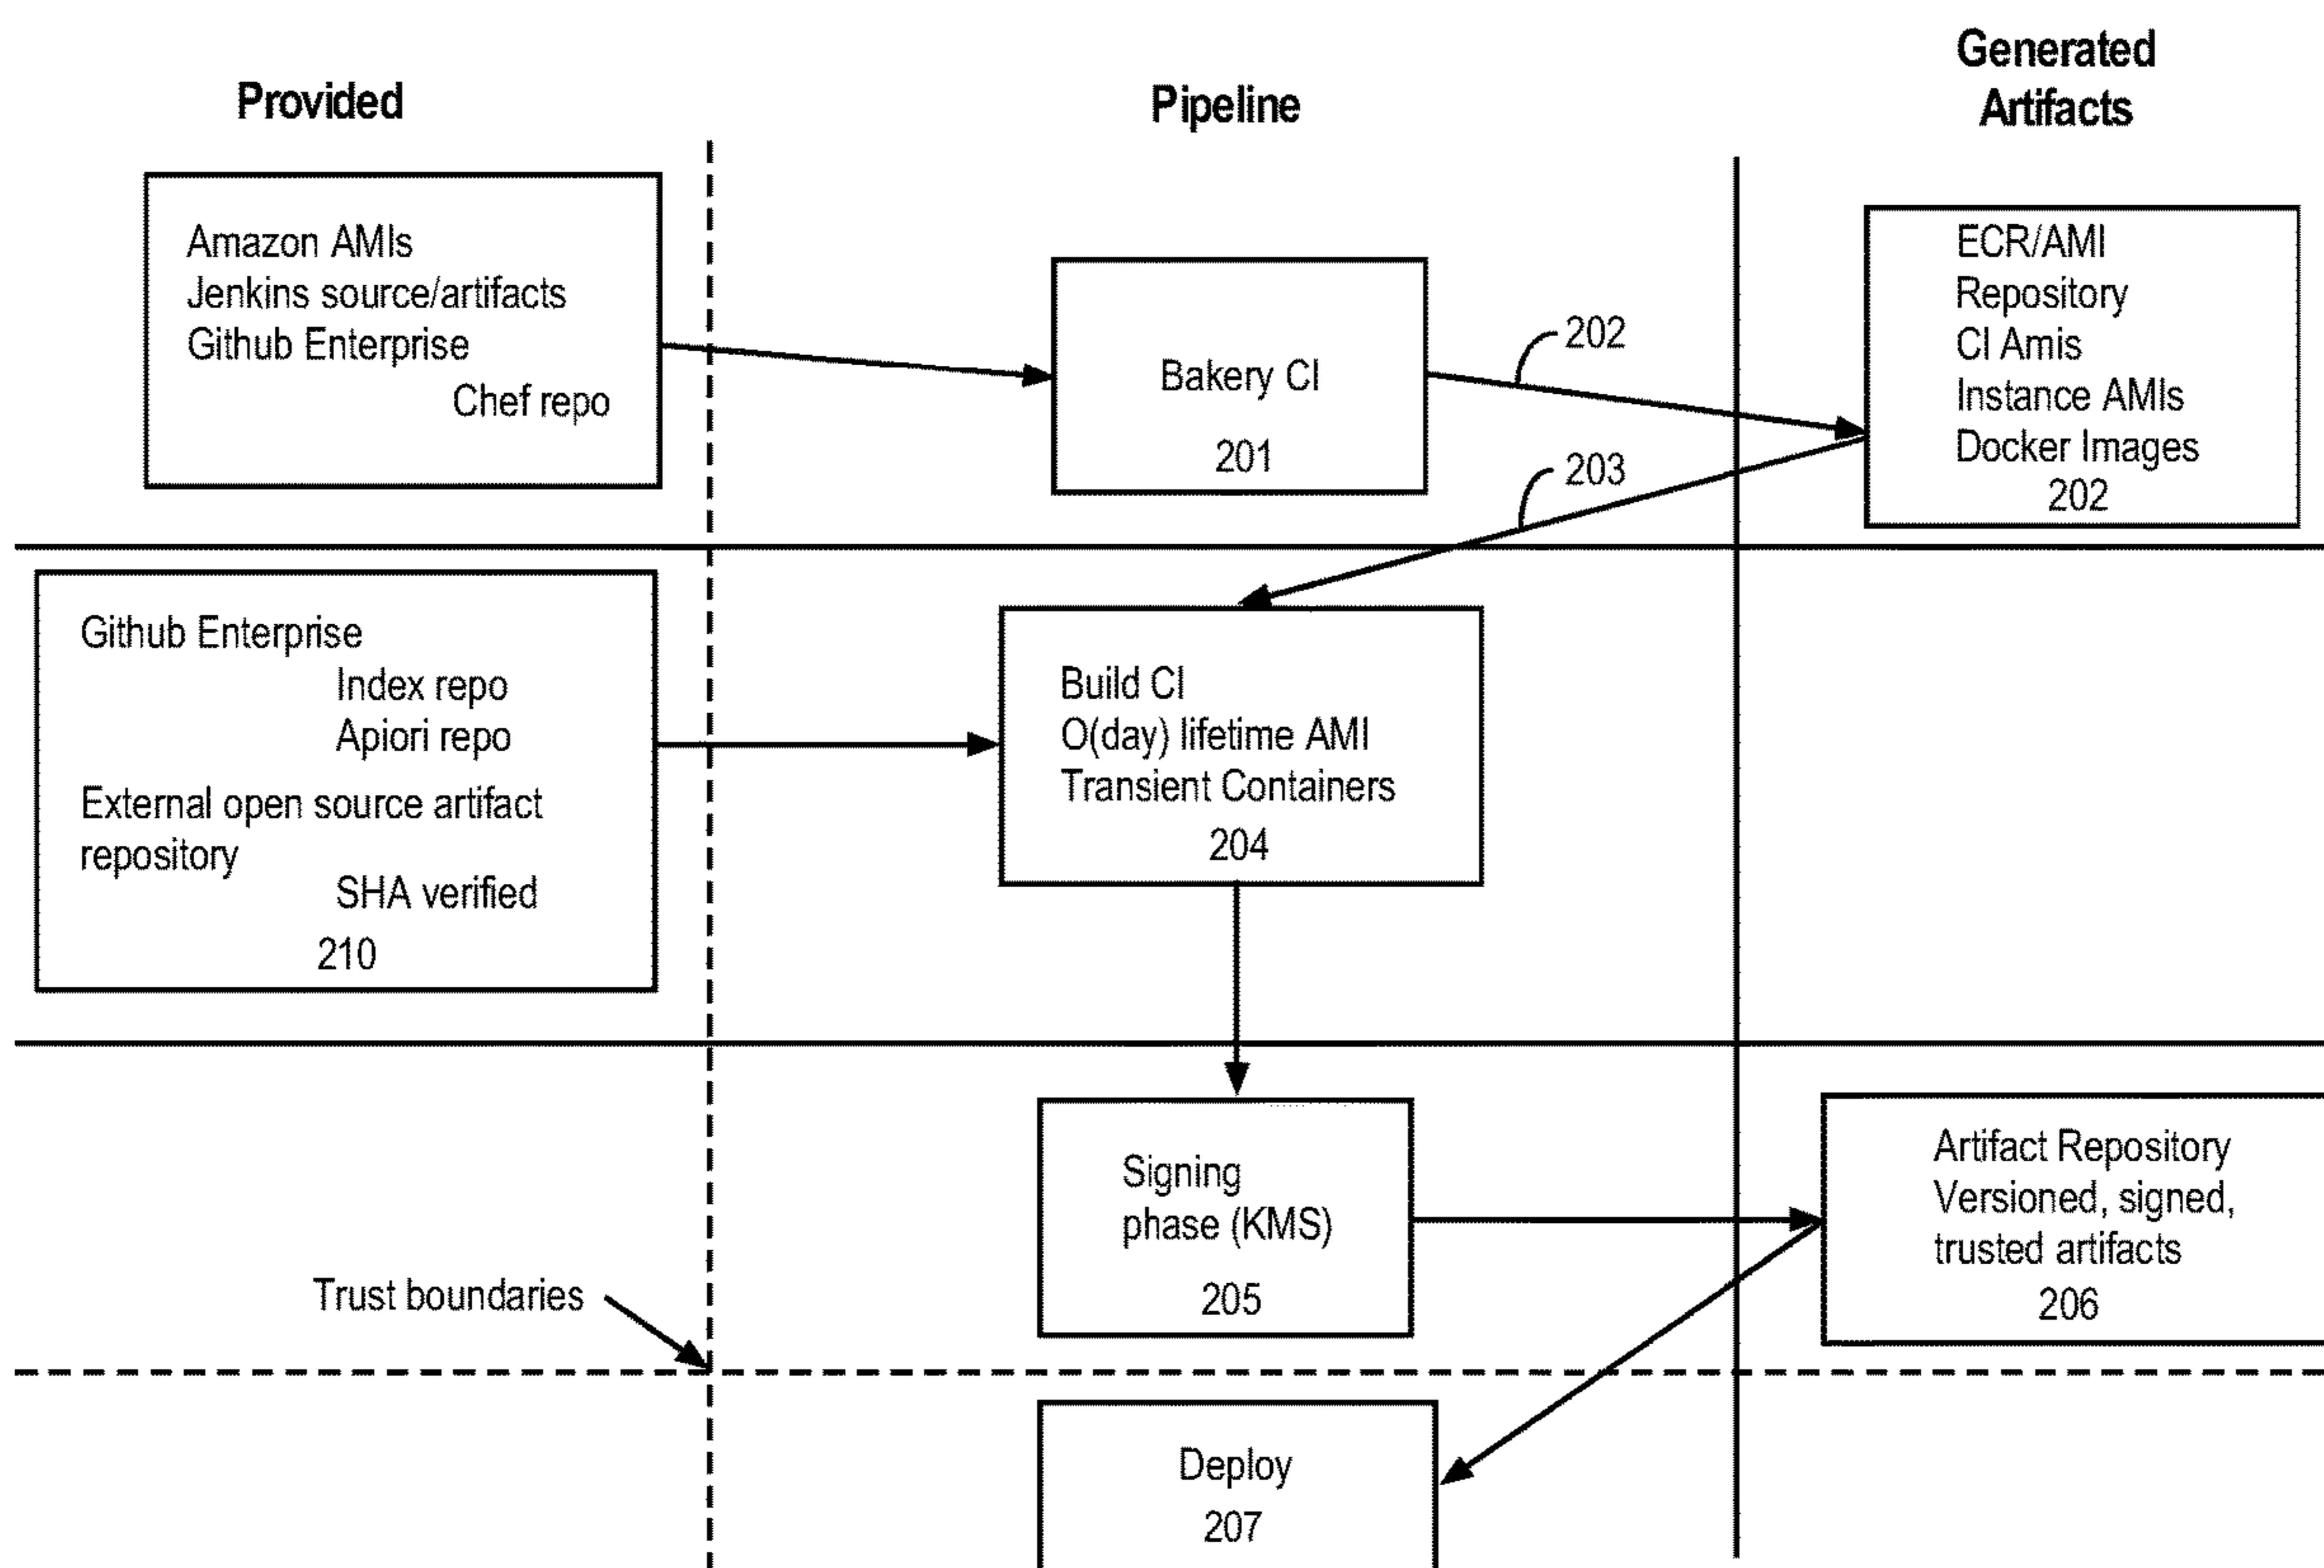 Provided
Pipeline
Generated
Artifacts
Amazon AMIs
Jenkins source/artifacts
Github Enterprise
Chef repo
Bakery CI
201
202
203
ECR/AMI
Repository
CI Amis
Instance AMIs
Docker Images
202
Github Enterprise
Index repo
Apiori repo
External open source artifact
repository
SHA verified
210
Build CI
O(day) lifetime AMI
Transient Containers
204
Signing
phase (KMS)
205
Artifact Repository
Versioned, signed,
trusted artifacts
206
Trust boundaries
Deploy
207